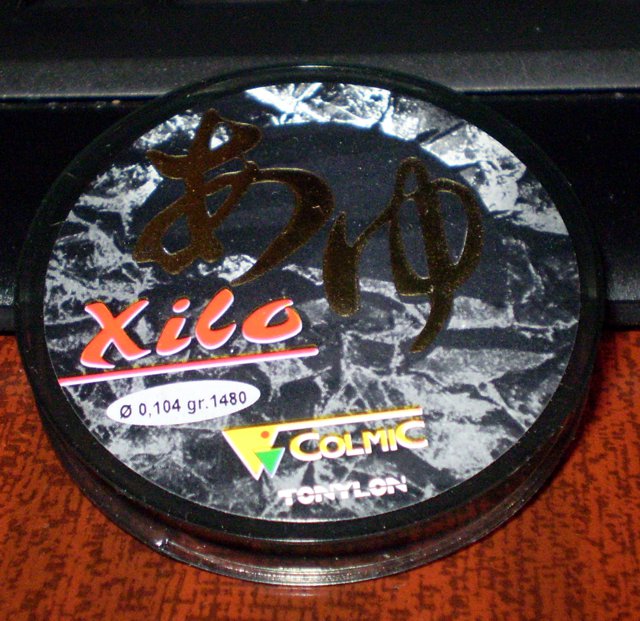 あゆ
Xilo
Ø 0,104 gr.1480
COLMIC
TONYLON